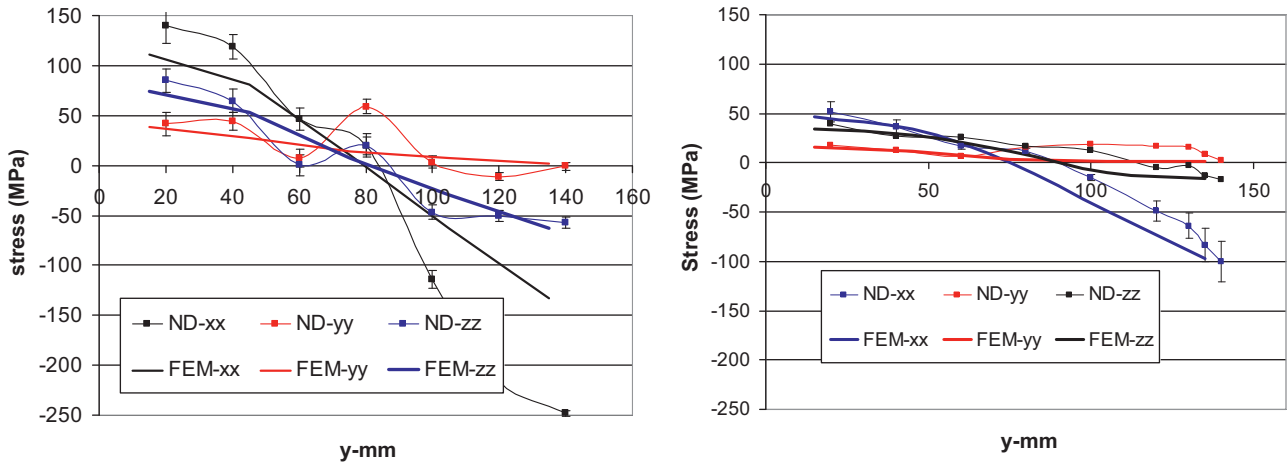 150
100
50
0
-50
-100
-150
-200
-250
0 20 40 60 80 100 120 140 160
stress (MPa)
y-mm
ND-xx ND-yy ND-zz
FEM-xx FEM-yy FEM-zz
150
100
50
0
-50
-100
-150
-200
-250
0 50 100 150
Stress (MPa)
y-mm
ND-xx ND-yy ND-zz
FEM-xx FEM-yy FEM-zz